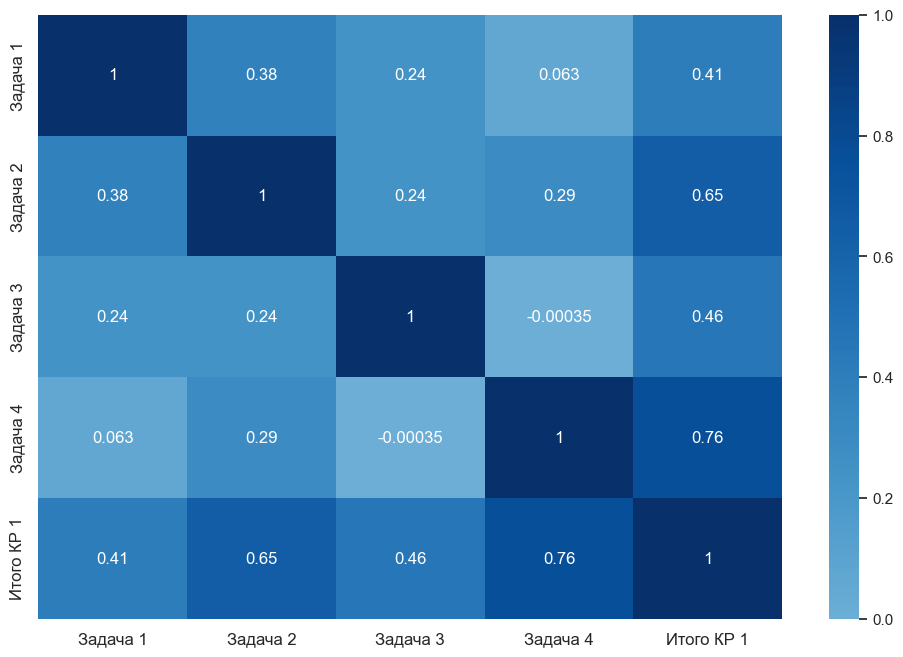 Задача 1 1 0.38 0.24 0.063 0.41
Задача 2 0.38 1 0.24 0.29 0.65
Задача 3 0.24 0.24 1 -0.00035 0.46
Задача 4 0.063 0.29 -0.00035 1 0.76
Итого КР 1 0.41 0.65 0.46 0.76 1
Задача 1 Задача 2 Задача 3 Задача 4 Итого КР 1
1.0
0.8
0.6
0.4
0.2
0.0